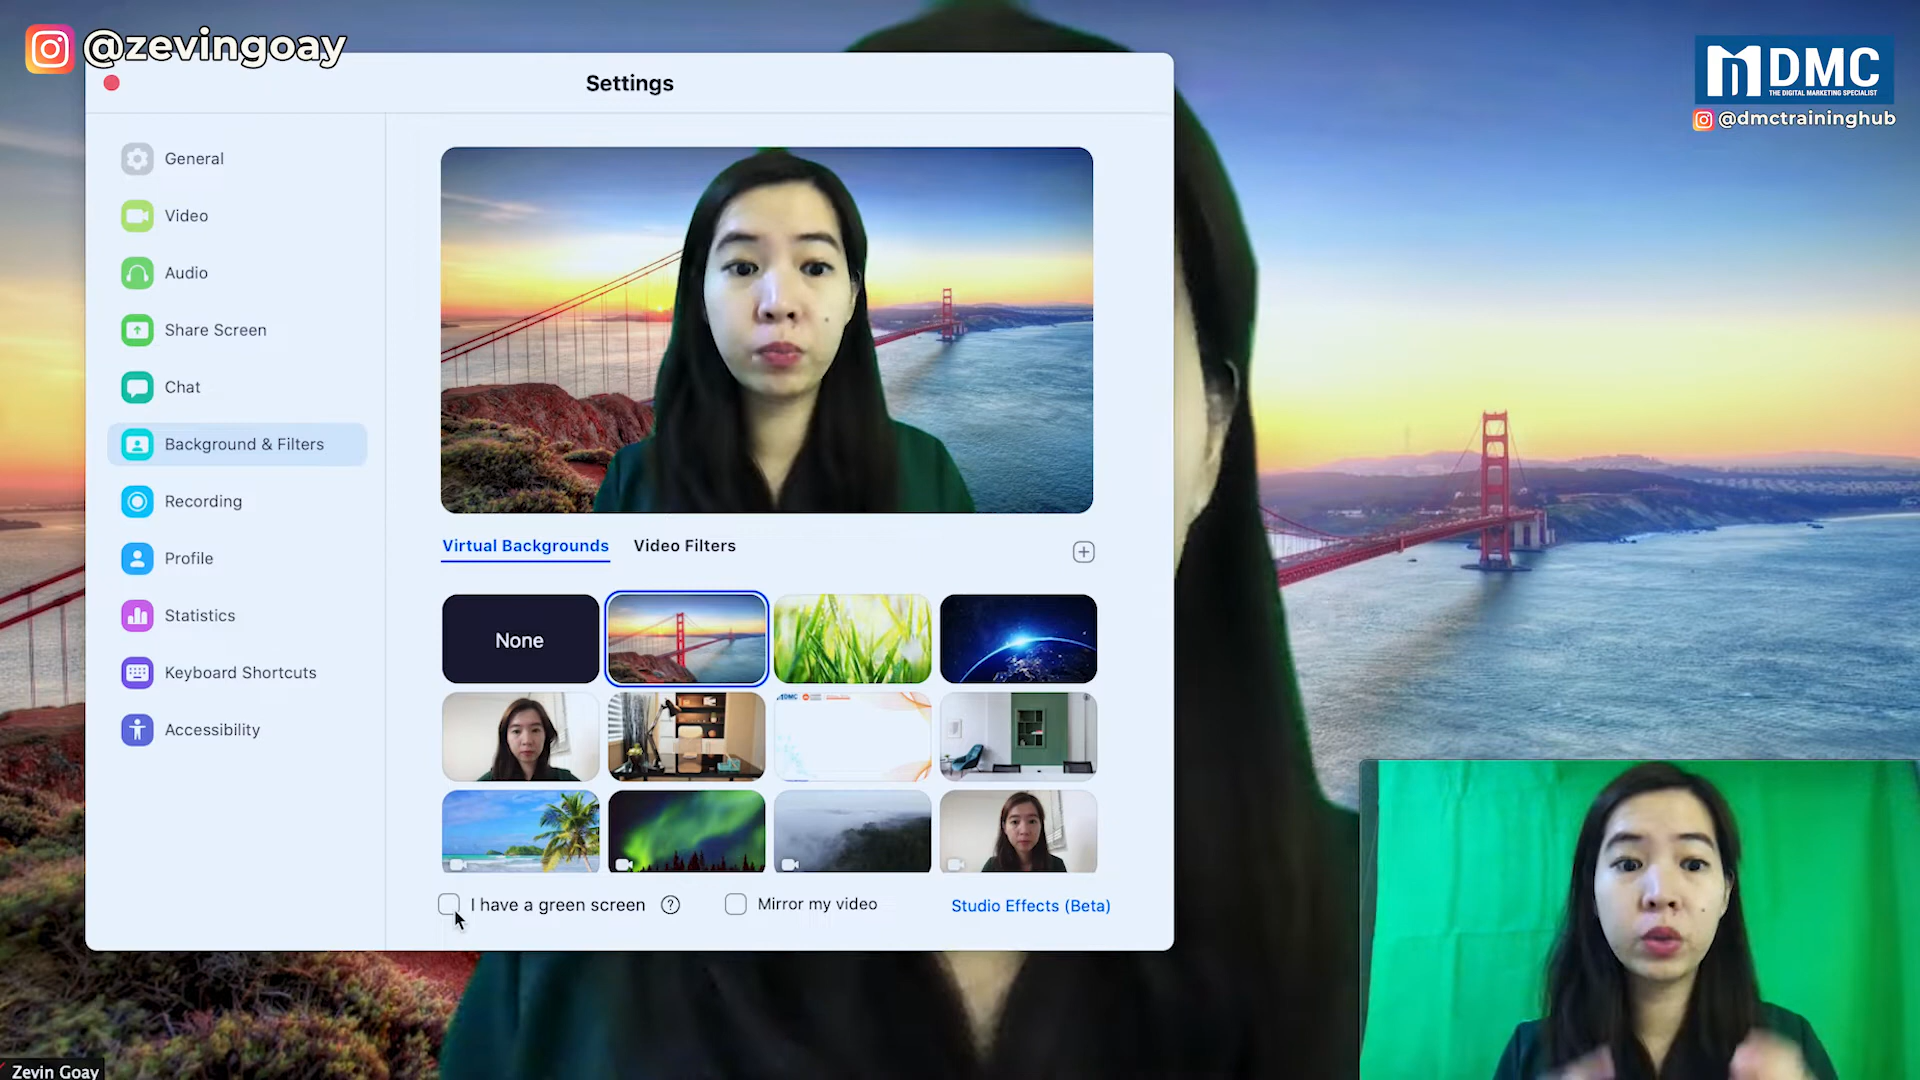 @zevingoay
DMC
THE DIGITAL MARKETING SPECIALIST
@dmctraininghub
Settings
General
Video
Audio
Share Screen
Chat
Background & Filters
Recording
Profile
Statistics
Keyboard Shortcuts
Accessibility
Virtual Backgrounds
Video Filters
None
DMC
I have a green screen
?
Mirror my video
Studio Effects (Beta)
Zevin Goay